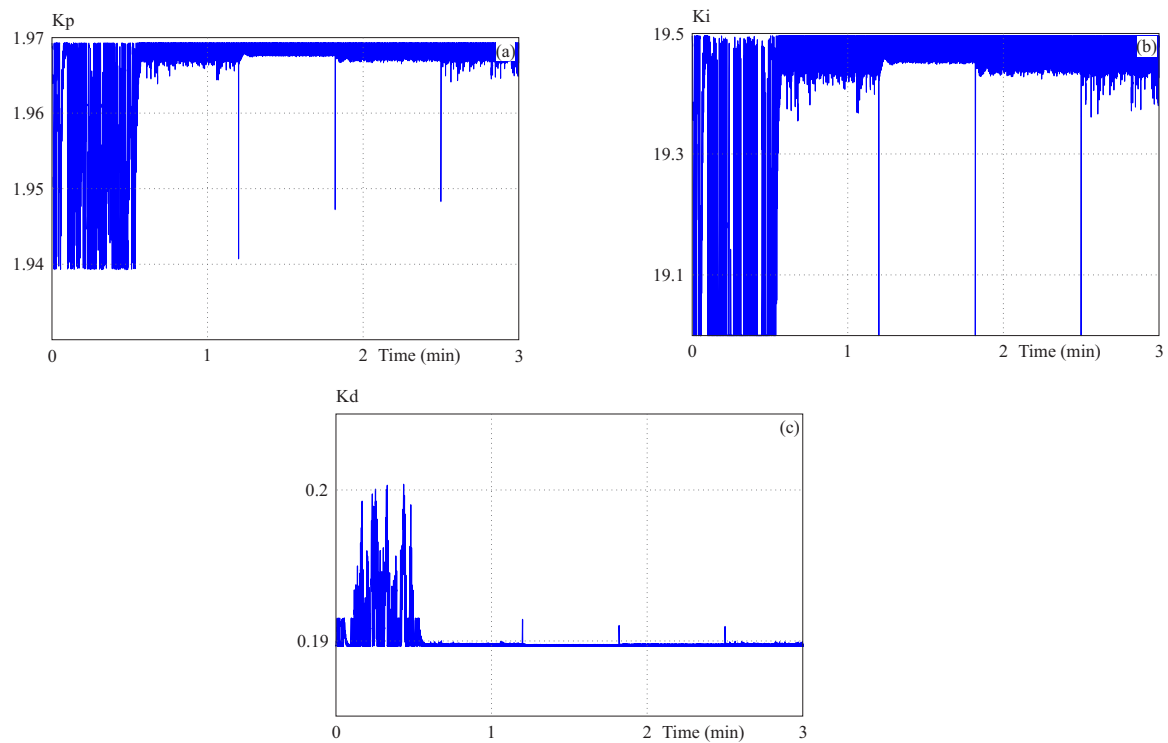 Kp
1.97
(a)
1.96
1.95
1.94
0 1 2 Time (min) 3
Ki
19.5
(b)
19.3
19.1
0 1 Time (min) 2 3
Kd
(c)
0.2
0.19
0 1 2 Time (min) 3